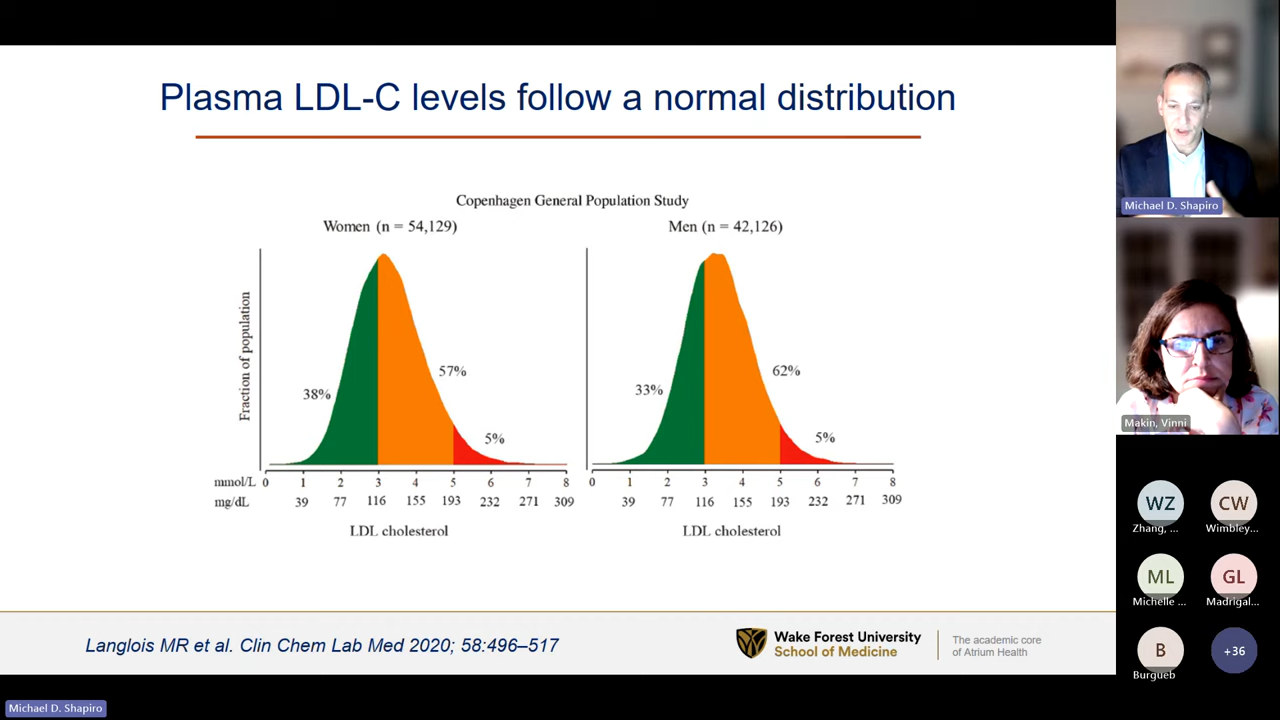 Plasma LDL-C levels follow a normal distribution
Copenhagen General Population Study
Women (n = 54,129)
Men (n = 42,126)
Fraction of population
38%
57%
5%
33%
62%
5%
mmol/L 0 1 2 3 4 5 6 7 8
0 1 2 3 4 5 6 7 8
mg/dL 39 77 116 155 193 232 271 309
39 77 116 155 193 232 271 309
LDL cholesterol
LDL cholesterol
Langlois MR et al. Clin Chem Lab Med 2020; 58:496–517
Wake Forest University
School of Medicine
The academic core
of Atrium Health
Michael D. Shapiro
Makin, Vinni
WZ
Zhang, ...
CW
Wimbley...
ML
Michelle ...
GL
Madrigal...
B
Burgueb
+36
Michael D. Shapiro